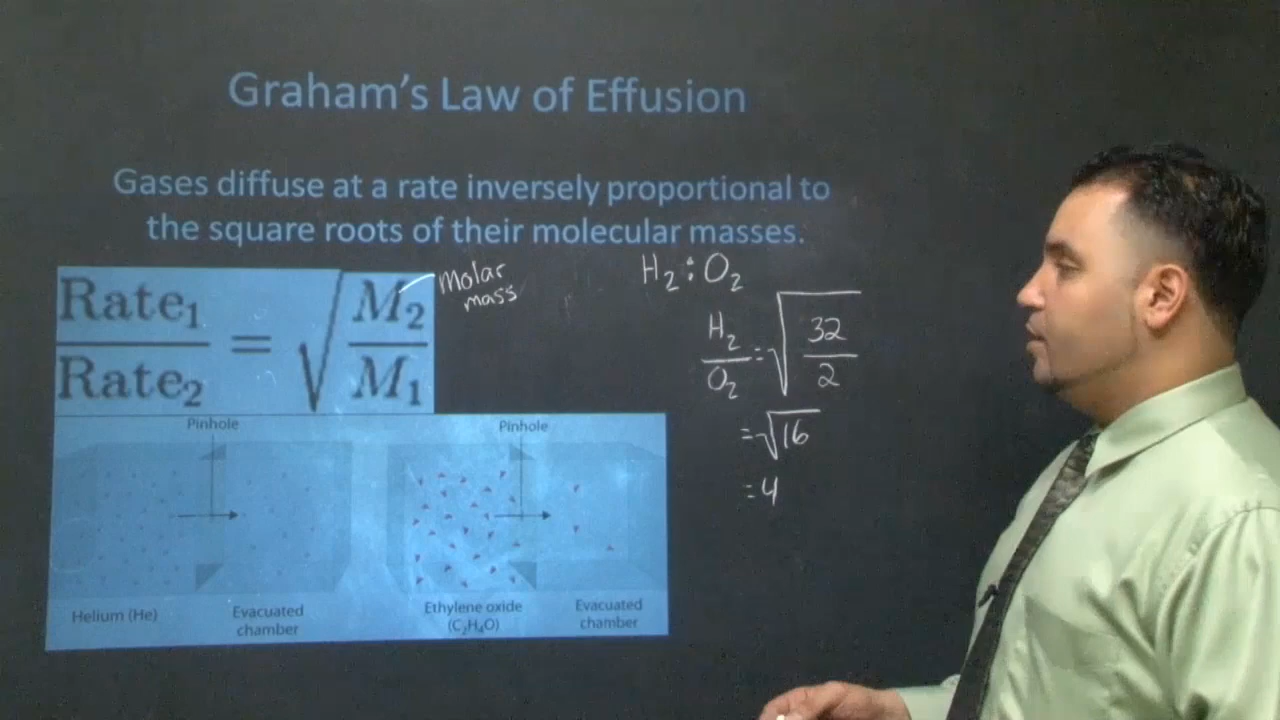 Graham's Law of Effusion
Gases diffuse at a rate inversely proportional to
the square roots of their molecular masses.
Rate₁ / Rate₂ = √(M₂ / M₁)
Molar
mass
H₂ : O₂
H₂ / O₂ = √(32 / 2)
= √16
= 4
Pinhole
Pinhole
Helium (He)
Evacuated
chamber
Ethylene oxide
(C₂H₄O)
Evacuated
chamber